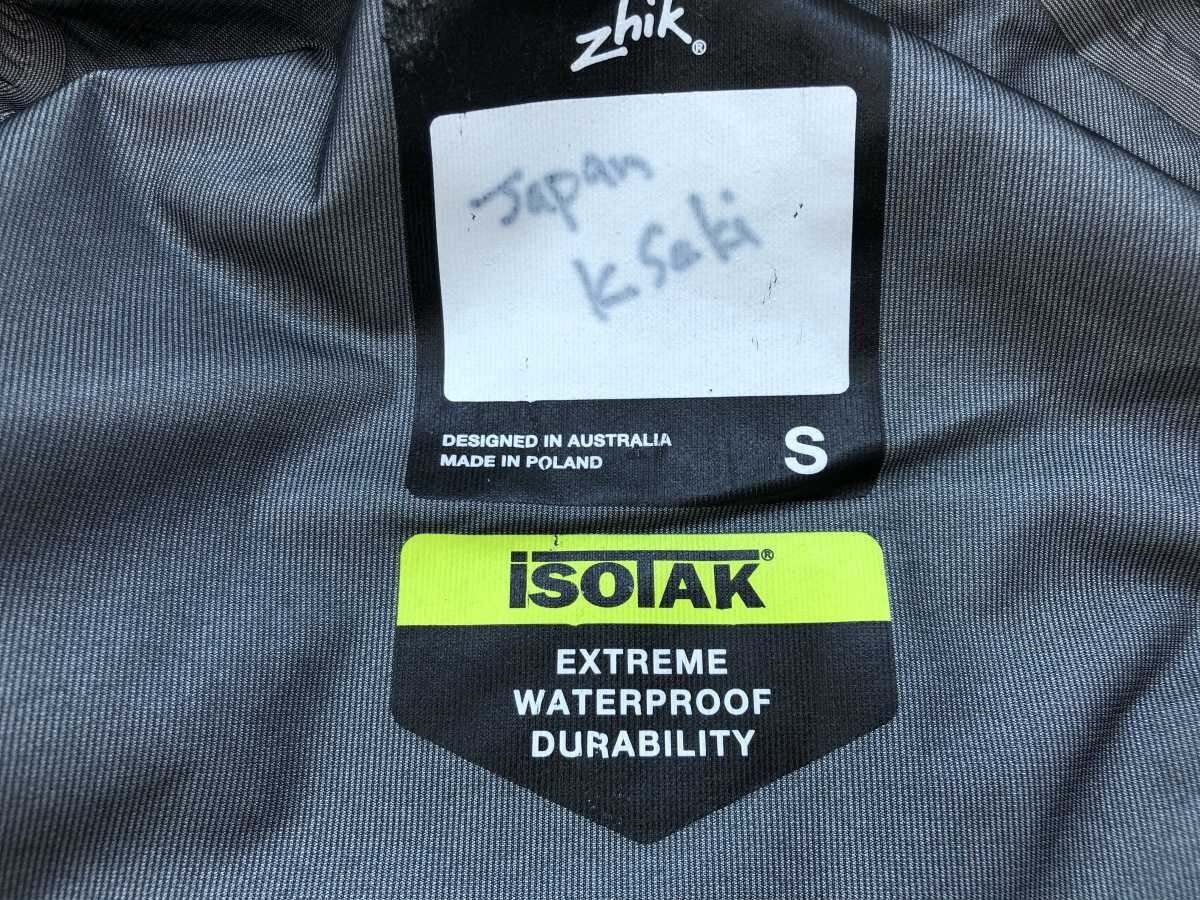 zhik®
Japan
K Saki
DESIGNED IN AUSTRALIA
MADE IN POLAND
S
ISOTAK®
EXTREME
WATERPROOF
DURABILITY